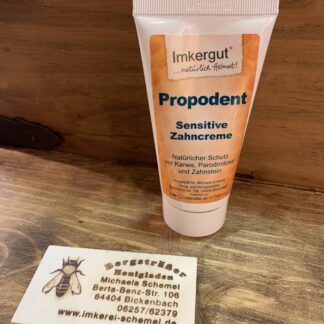 Imkergut®
...natürlich Heimat!
Propodent
Sensitive
Zahncreme
Natürlicher Schutz
vor Karies, Parodontose
und Zahnstein
Bergsträßer
Honigladen
Michaela Schemel
Berta-Benz-Str. 106
64404 Bickenbach
06257/62379
www.imkerei-schemel.de